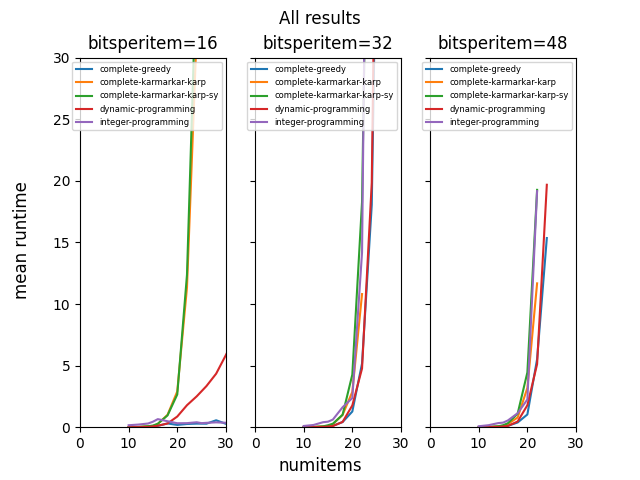 All results
bitsperitem=16
bitsperitem=32
bitsperitem=48
mean runtime
30
25
20
15
10
5
0
complete-greedy
complete-karmarkar-karp
complete-karmarkar-karp-sy
dynamic-programming
integer-programming
complete-greedy
complete-karmarkar-karp
complete-karmarkar-karp-sy
dynamic-programming
integer-programming
complete-greedy
complete-karmarkar-karp
complete-karmarkar-karp-sy
dynamic-programming
integer-programming
0 10 20 30
0 10 20 30
0 10 20 30
numitems